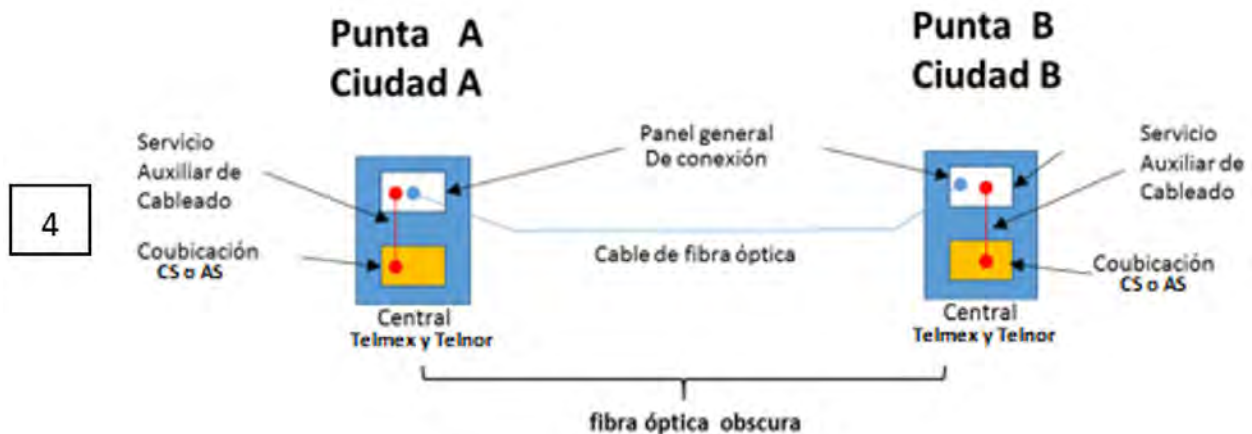 Punta A
Ciudad A
Punta B
Ciudad B
Servicio
Auxiliar de
Cableado
Panel general
De conexión
Servicio
Auxiliar de
Cableado
4
Coubicación
CS o AS
Cable de fibra óptica
Coubicación
CS o AS
Central
Telmex y Telnor
Central
Telmex y Telnor
fibra óptica obscura